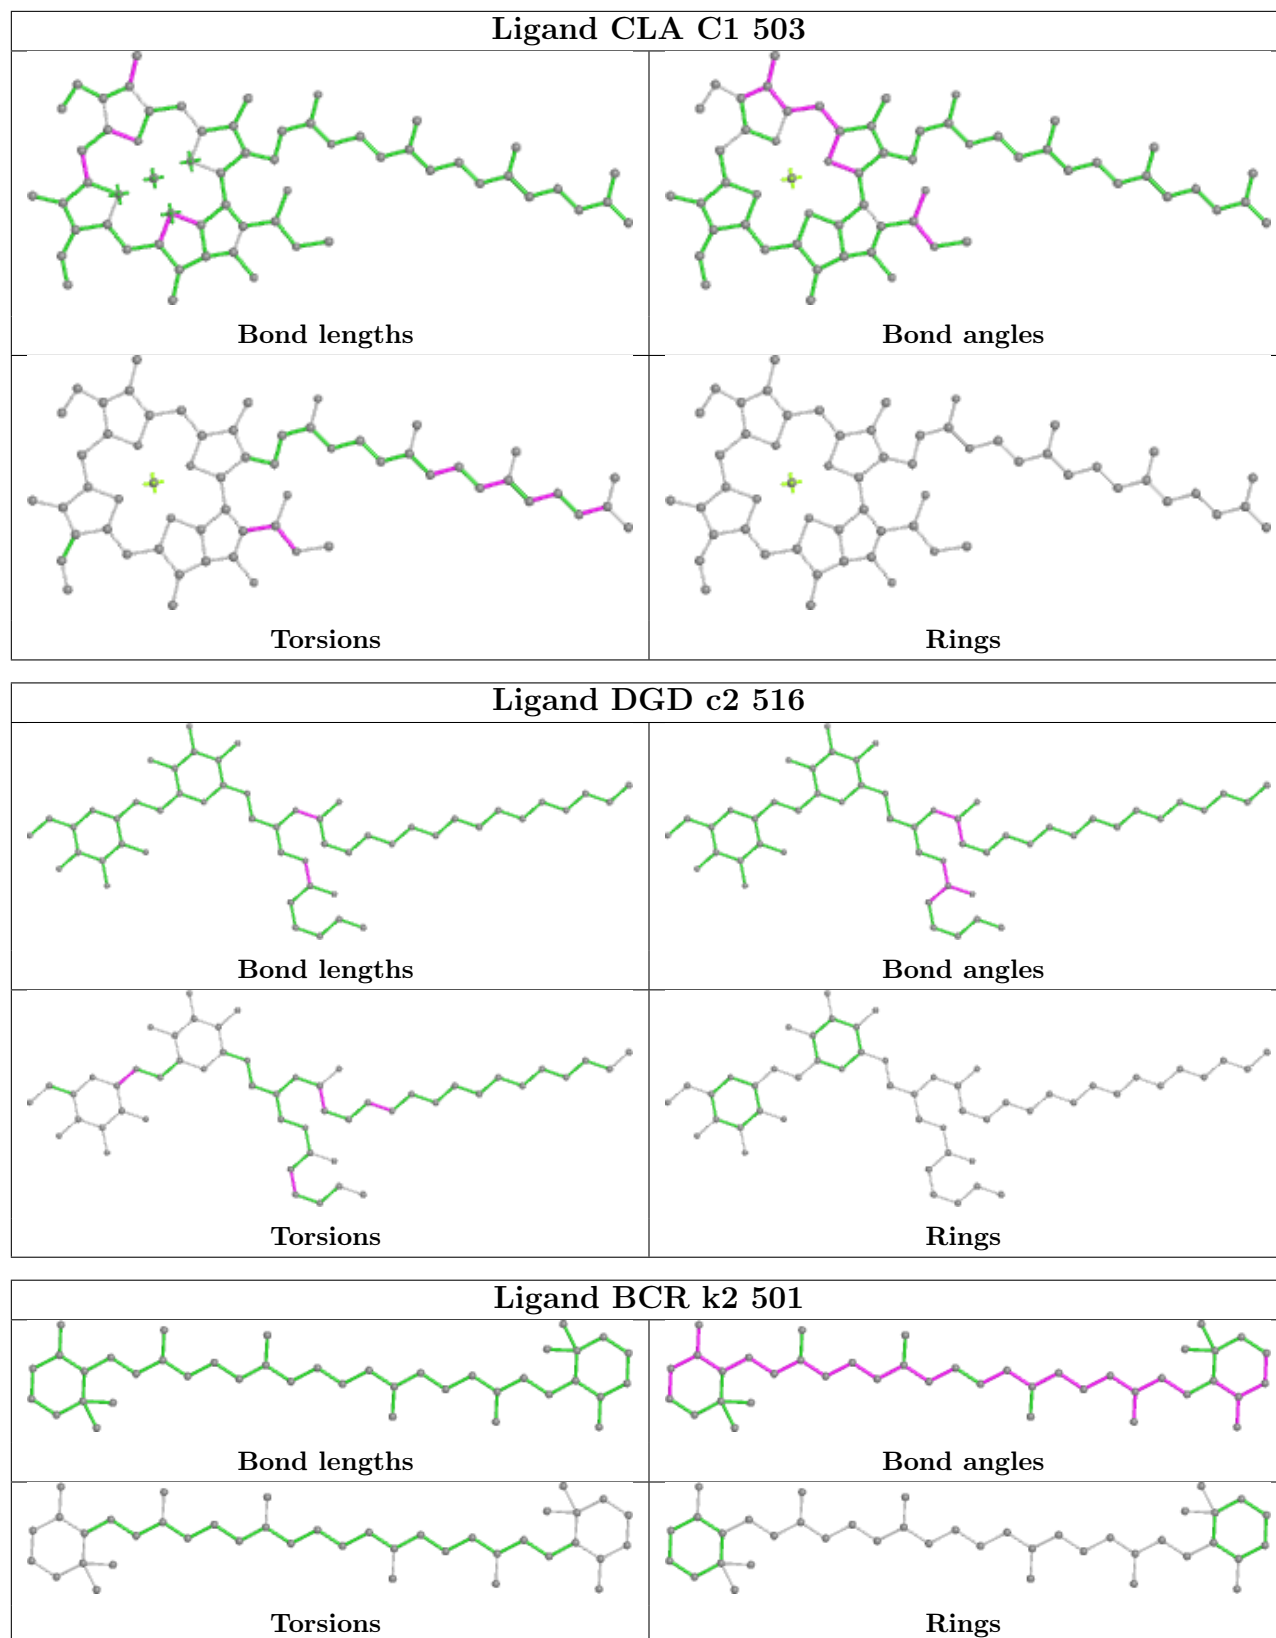 Ligand CLA C1 503
Bond lengths
Bond angles
Torsions
Rings
Ligand DGD c2 516
Bond lengths
Bond angles
Torsions
Rings
Ligand BCR k2 501
Bond lengths
Bond angles
Torsions
Rings